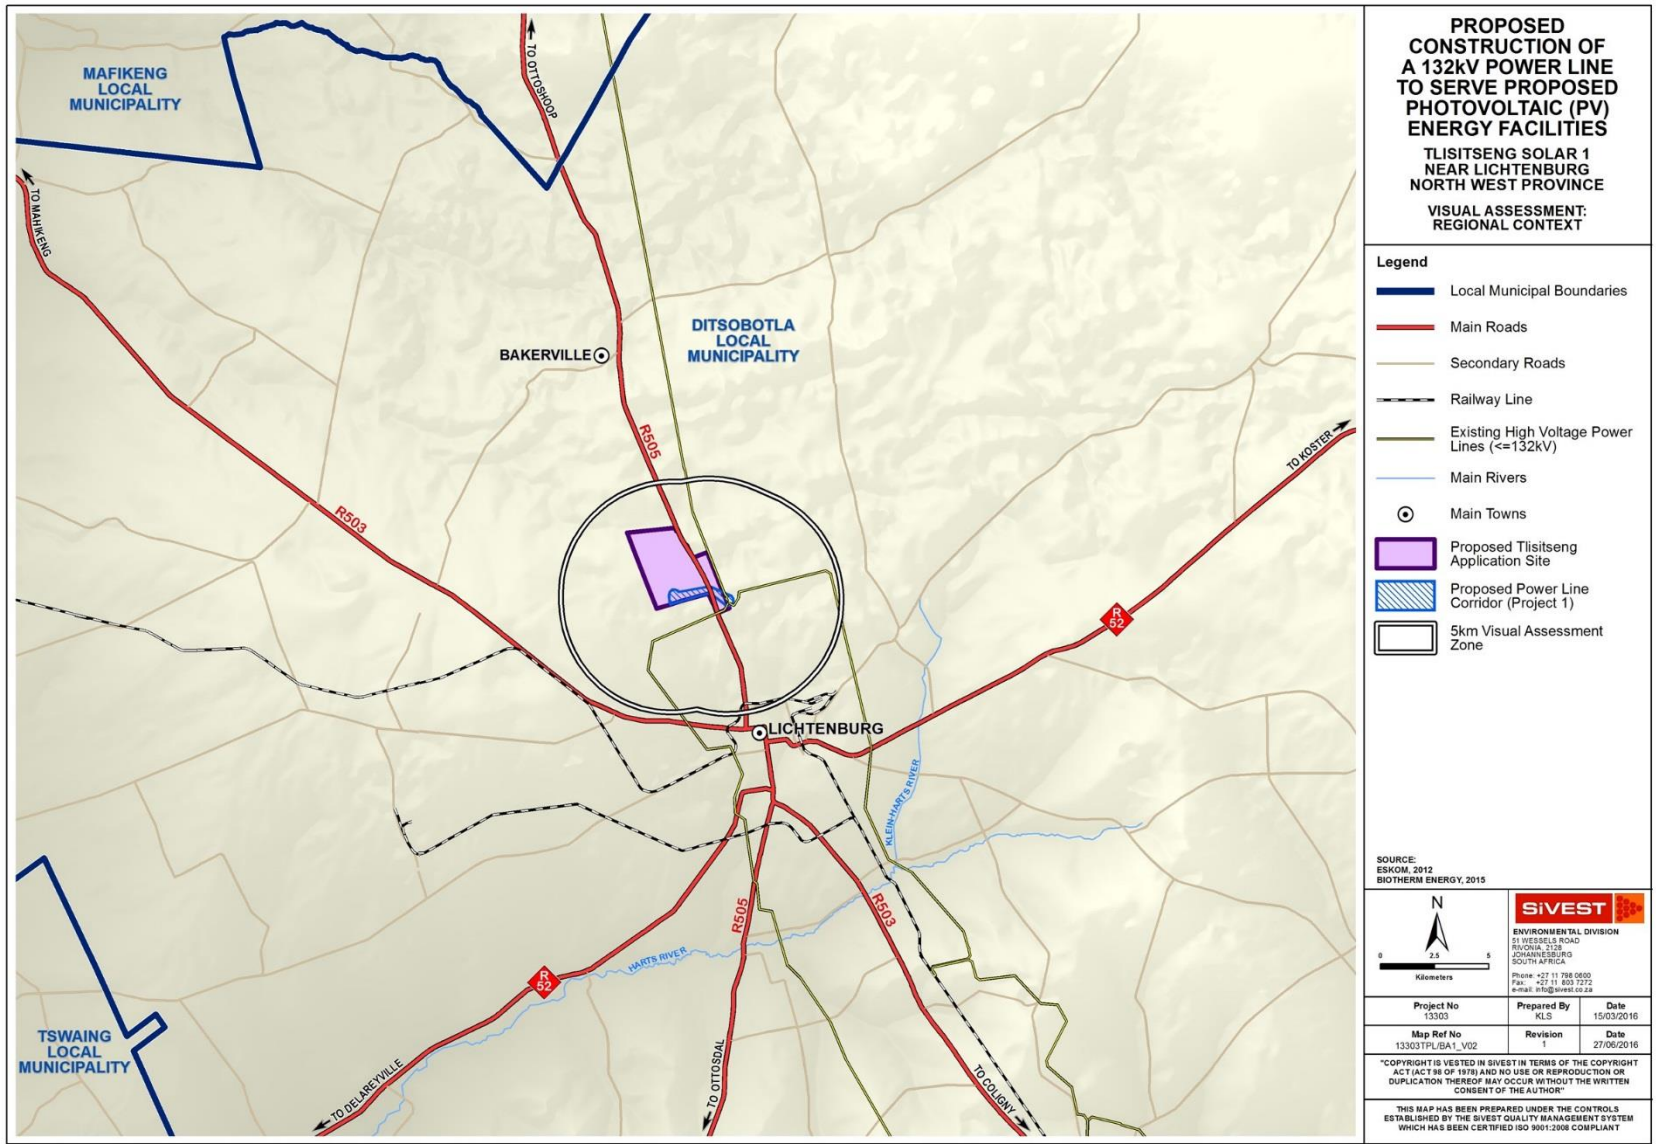 MAFIKENG
LOCAL
MUNICIPALITY
TO OTTOSHOOP
TO MAHIKENG
DITSOBOTLA
LOCAL
MUNICIPALITY
BAKERVILLE
R505
TO KOSTER
R503
R
52
LICHTENBURG
KLEIN-HARTS RIVER
R505
R503
HARTS RIVER
R
52
TSWAING
LOCAL
MUNICIPALITY
TO DELAREYVILLE
TO OTTOSDAL
TO COLIGNY
PROPOSED
CONSTRUCTION OF
A 132kV POWER LINE
TO SERVE PROPOSED
PHOTOVOLTAIC (PV)
ENERGY FACILITIES
TLISITSENG SOLAR 1
NEAR LICHTENBURG
NORTH WEST PROVINCE
VISUAL ASSESSMENT:
REGIONAL CONTEXT
Legend
Local Municipal Boundaries
Main Roads
Secondary Roads
Railway Line
Existing High Voltage Power
Lines (<=132kV)
Main Rivers
Main Towns
Proposed Tlisitseng
Application Site
Proposed Power Line
Corridor (Project 1)
5km Visual Assessment
Zone
SOURCE:
ESKOM, 2012
BIOTHERM ENERGY, 2015
N
0 2.5 5
Kilometers
SiVEST
ENVIRONMENTAL DIVISION
51 WESSELS ROAD
RIVONIA, 2128
JOHANNESBURG
SOUTH AFRICA
Phone: +27 11 798 0600
Fax: +27 11 803 7272
e-mail: info@sivest.co.za
Project No
13303
Prepared By
KLS
Date
15/03/2016
Map Ref No
13303TPL/BA1_V02
Revision
1
Date
27/06/2016
"COPYRIGHT IS VESTED IN SIVEST IN TERMS OF THE COPYRIGHT
ACT (ACT 98 OF 1978) AND NO USE OR REPRODUCTION OR
DUPLICATION THEREOF MAY OCCUR WITHOUT THE WRITTEN
CONSENT OF THE AUTHOR"
THIS MAP HAS BEEN PREPARED UNDER THE CONTROLS
ESTABLISHED BY THE SIVEST QUALITY MANAGEMENT SYSTEM
WHICH HAS BEEN CERTIFIED ISO 9001:2008 COMPLIANT